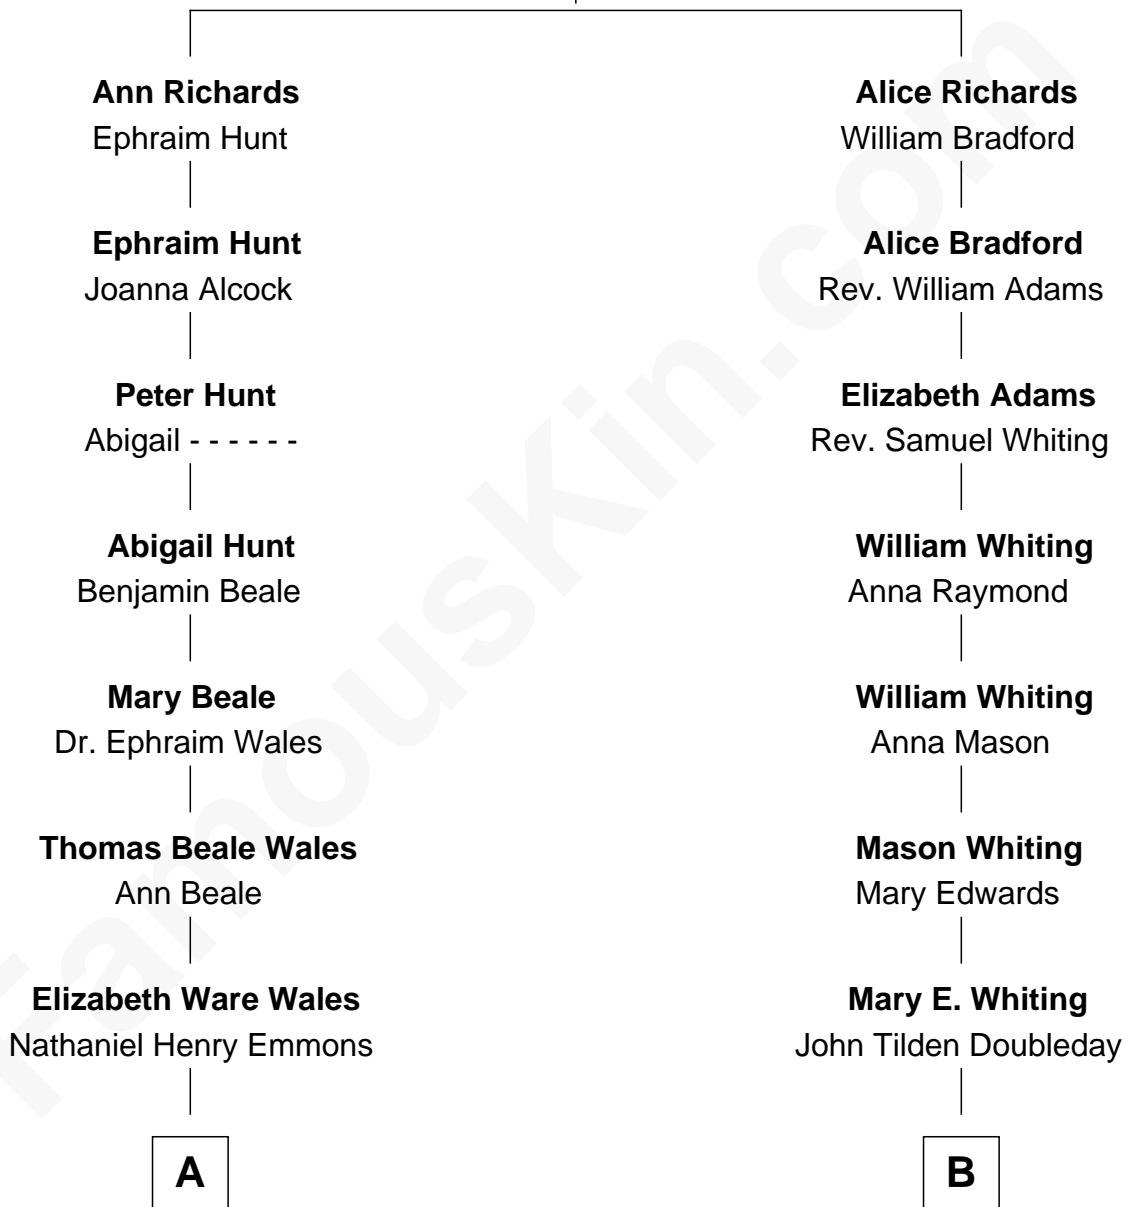 Ann Richards
Ephraim Hunt
Ephraim Hunt
Joanna Alcock
Peter Hunt
Abigail - - - - - -
Abigail Hunt
Benjamin Beale
Mary Beale
Dr. Ephraim Wales
Thomas Beale Wales
Ann Beale
Elizabeth Ware Wales
Nathaniel Henry Emmons
A
Alice Richards
William Bradford
Alice Bradford
Rev. William Adams
Elizabeth Adams
Rev. Samuel Whiting
William Whiting
Anna Raymond
William Whiting
Anna Mason
Mason Whiting
Mary Edwards
Mary E. Whiting
John Tilden Doubleday
B
FamousKin.com